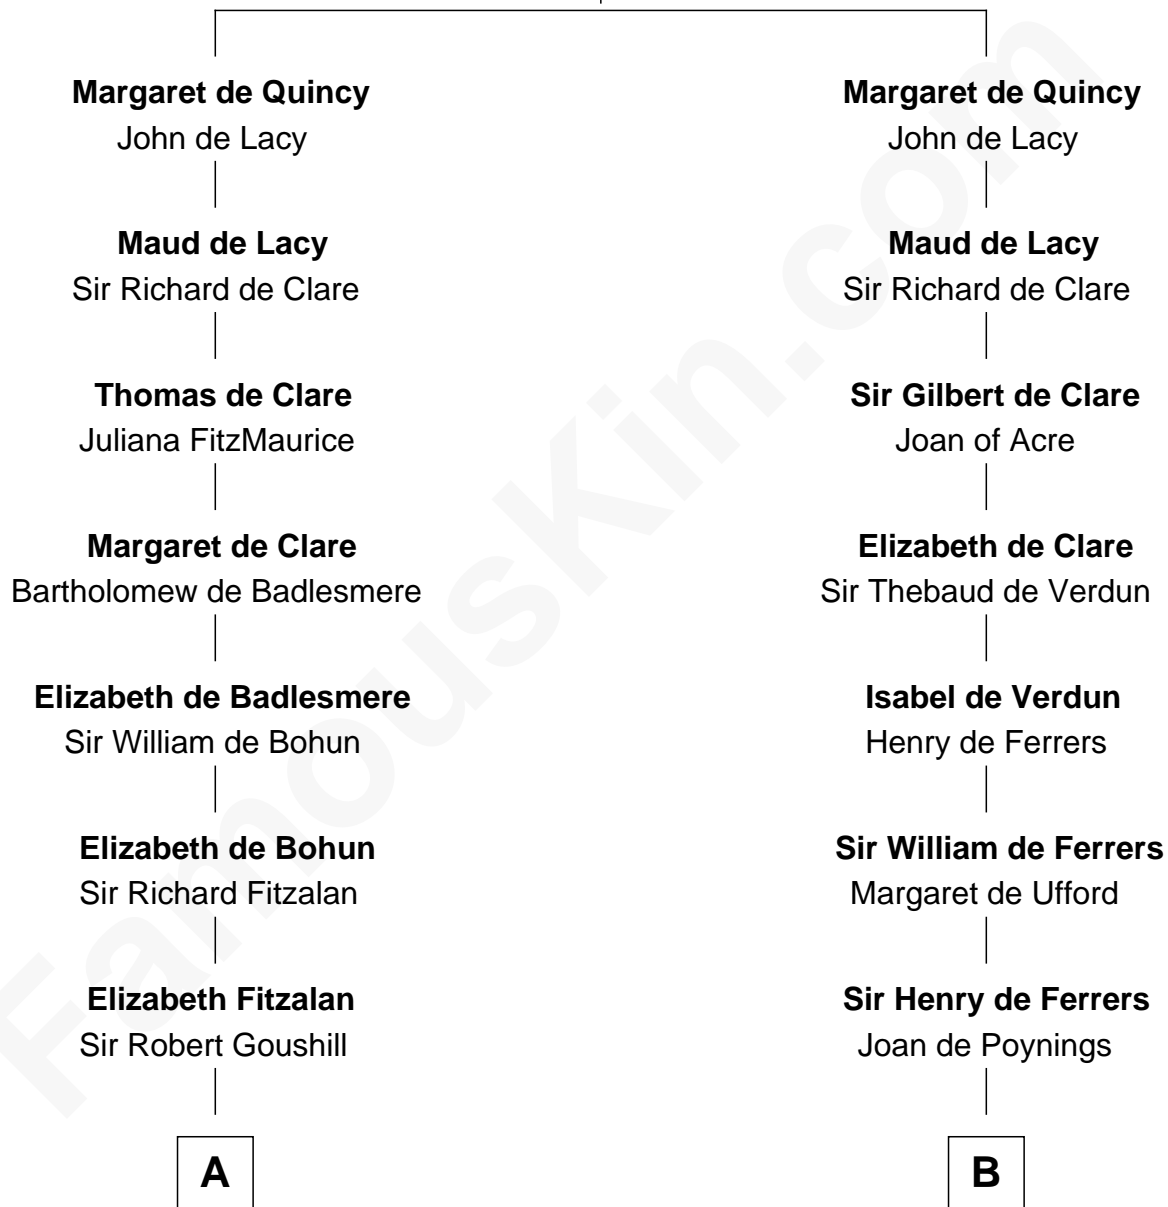 Margaret de Quincy
John de Lacy
Maud de Lacy
Sir Richard de Clare
Thomas de Clare
Juliana FitzMaurice
Margaret de Clare
Bartholomew de Badlesmere
Elizabeth de Badlesmere
Sir William de Bohun
Elizabeth de Bohun
Sir Richard Fitzalan
Elizabeth Fitzalan
Sir Robert Goushill
A
Margaret de Quincy
John de Lacy
Maud de Lacy
Sir Richard de Clare
Sir Gilbert de Clare
Joan of Acre
Elizabeth de Clare
Sir Thebaud de Verdun
Isabel de Verdun
Henry de Ferrers
Sir William de Ferrers
Margaret de Ufford
Sir Henry de Ferrers
Joan de Poynings
B
FamousKin.com